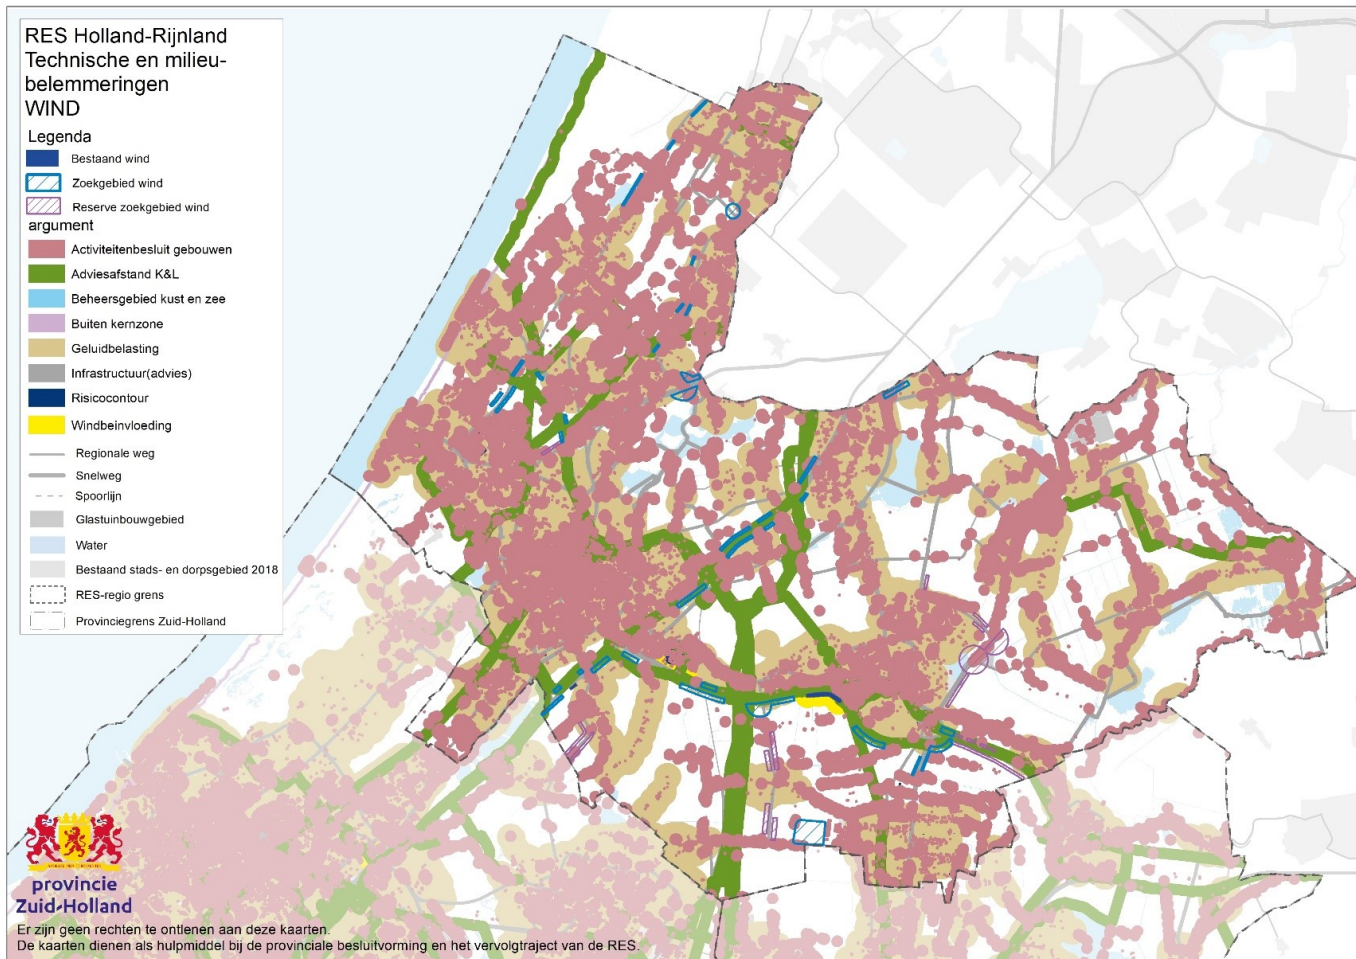 RES Holland-Rijnland
Technische en milieu-
belemmeringen
WIND
Legenda
Bestaand wind
Zoekgebied wind
Reserve zoekgebied wind
argument
Activiteitenbesluit gebouwen
Adviesafstand K&L
Beheersgebied kust en zee
Buiten kernzone
Geluidbelasting
Infrastructuur(advies)
Risicocontour
Windbeinvloeding
Regionale weg
Snelweg
Spoorlijn
Glastuinbouwgebied
Water
Bestaand stads- en dorpsgebied 2018
RES-regio grens
Provinciegrens Zuid-Holland
provincie
Zuid-Holland
Er zijn geen rechten te ontlenen aan deze kaarten.
De kaarten dienen als hulpmiddel bij de provinciale besluitvorming en het vervolgtraject van de RES.